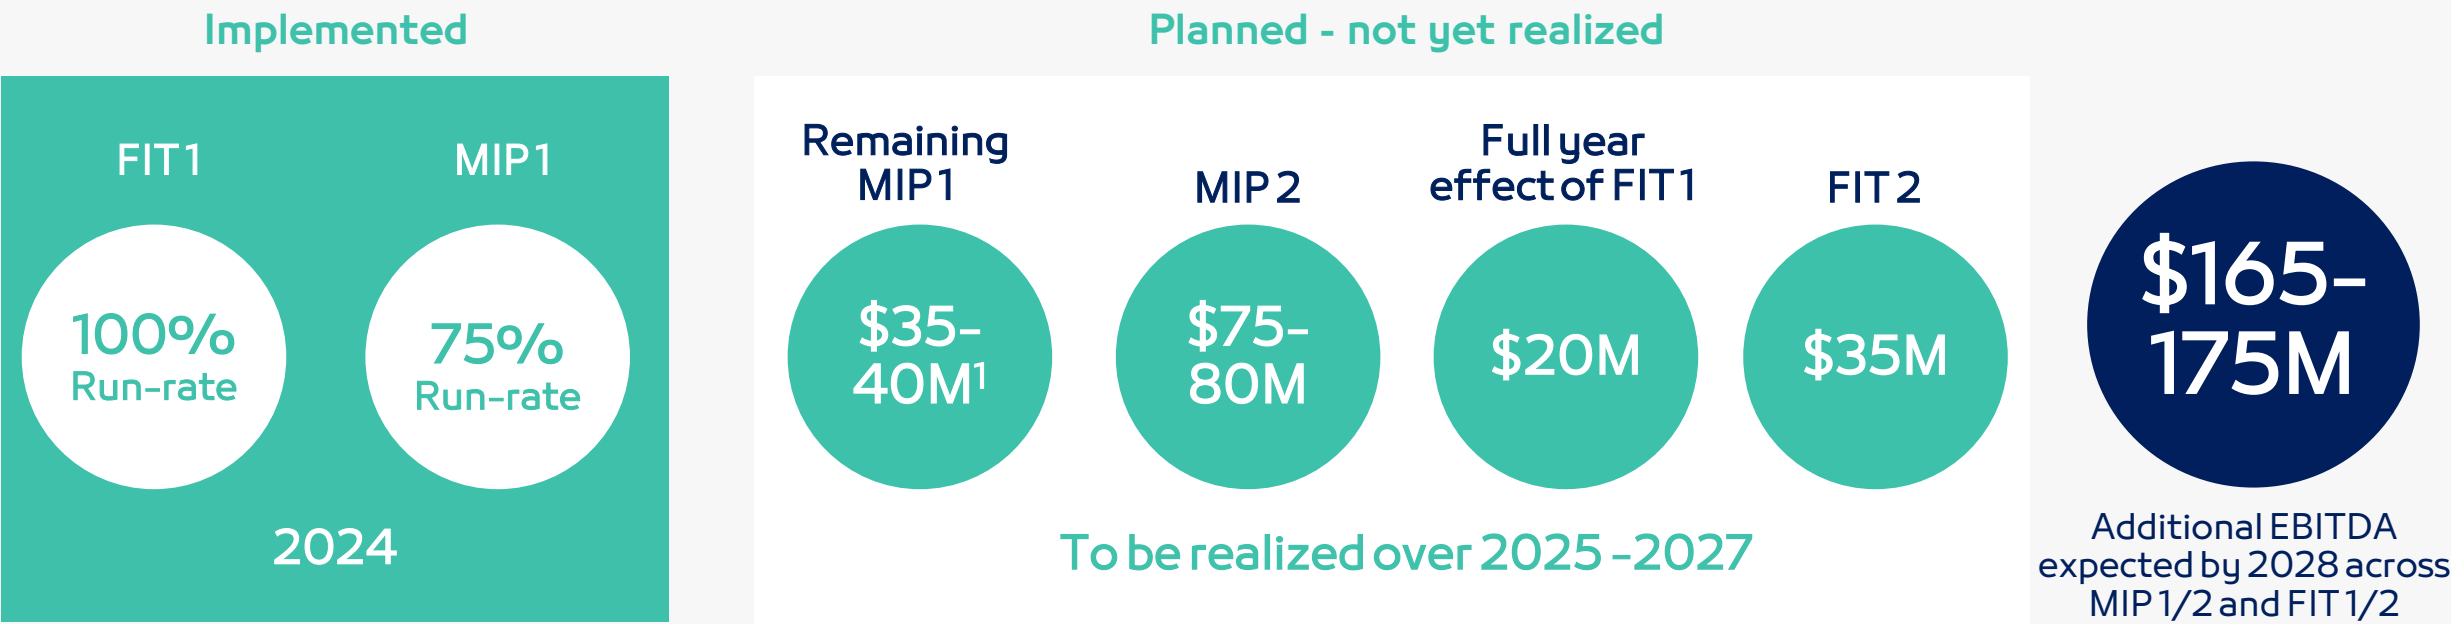 Implemented
FIT 1
100%
Run-rate
MIP 1
75%
Run-rate
2024
Planned - not yet realized
Remaining
MIP 1
$35-
40M¹
MIP 2
$75-
80M
Full year
effect of FIT 1
$20M
FIT 2
$35M
To be realized over 2025 -2027
$165-
175M
Additional EBITDA
expected by 2028 across
MIP 1/2 and FIT 1/2